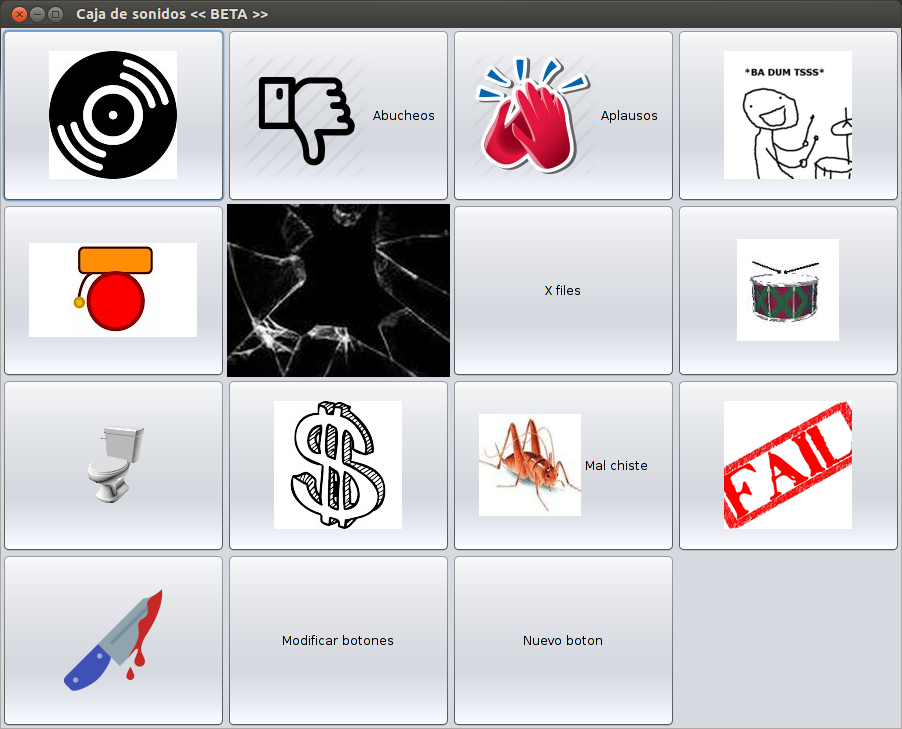 Caja de sonidos << BETA >>
Abucheos
Aplausos
*BA DUM TSSS*
X files
Mal chiste
FAIL
Modificar botones
Nuevo boton